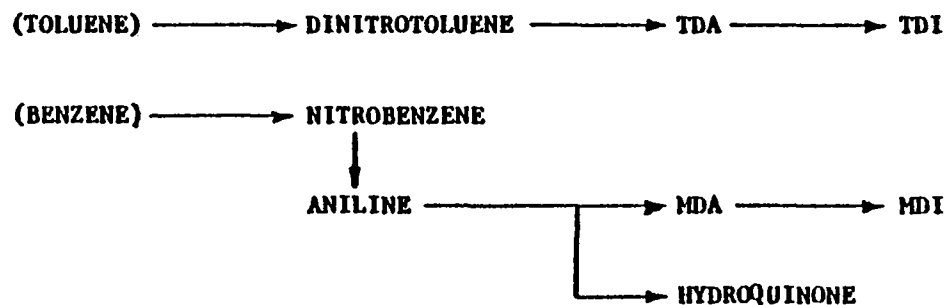 (TOLUENE) DINITROTOLUENE TDA TDI
(BENZENE) NITROBENZENE
ANILINE MDA MDI
HYDROQUINONE